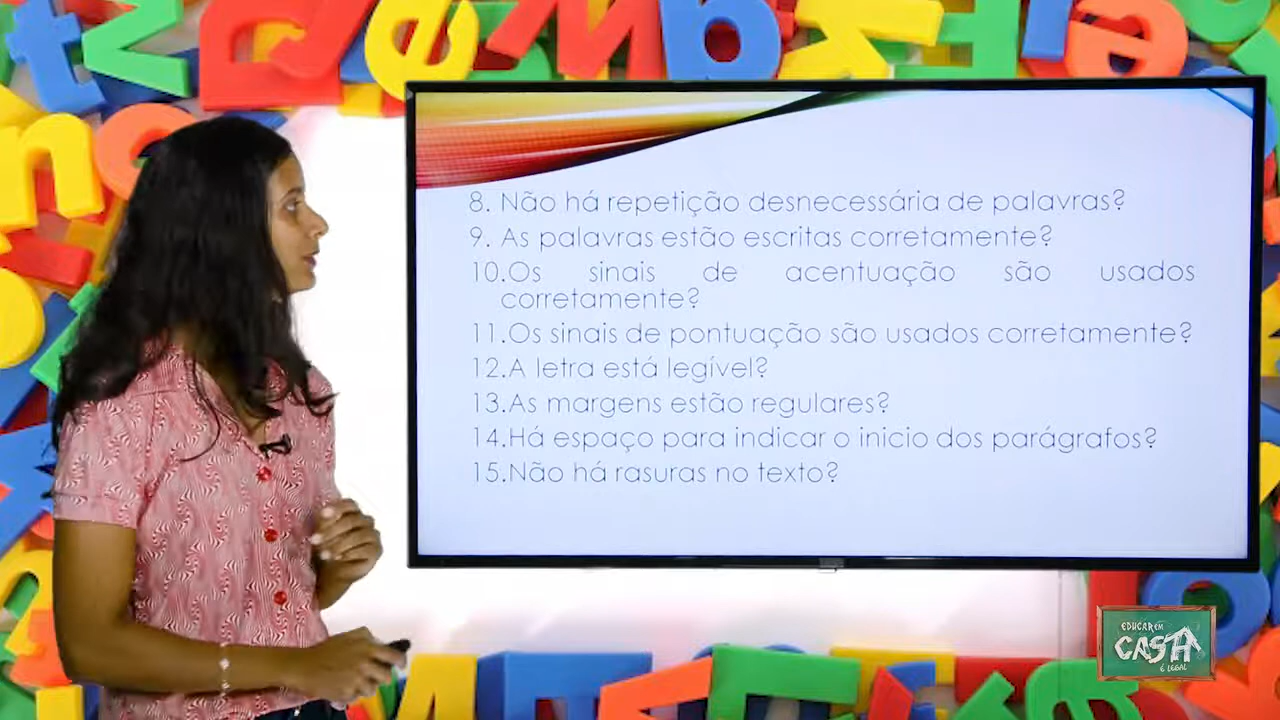 8. Não há repetição desnecessária de palavras?
9. As palavras estão escritas corretamente?
10.Os sinais de acentuação são usados
corretamente?
11.Os sinais de pontuação são usados corretamente?
12.A letra está legível?
13.As margens estão regulares?
14.Há espaço para indicar o inicio dos parágrafos?
15.Não há rasuras no texto?
EDUCAR EM
CASA
É LEGAL